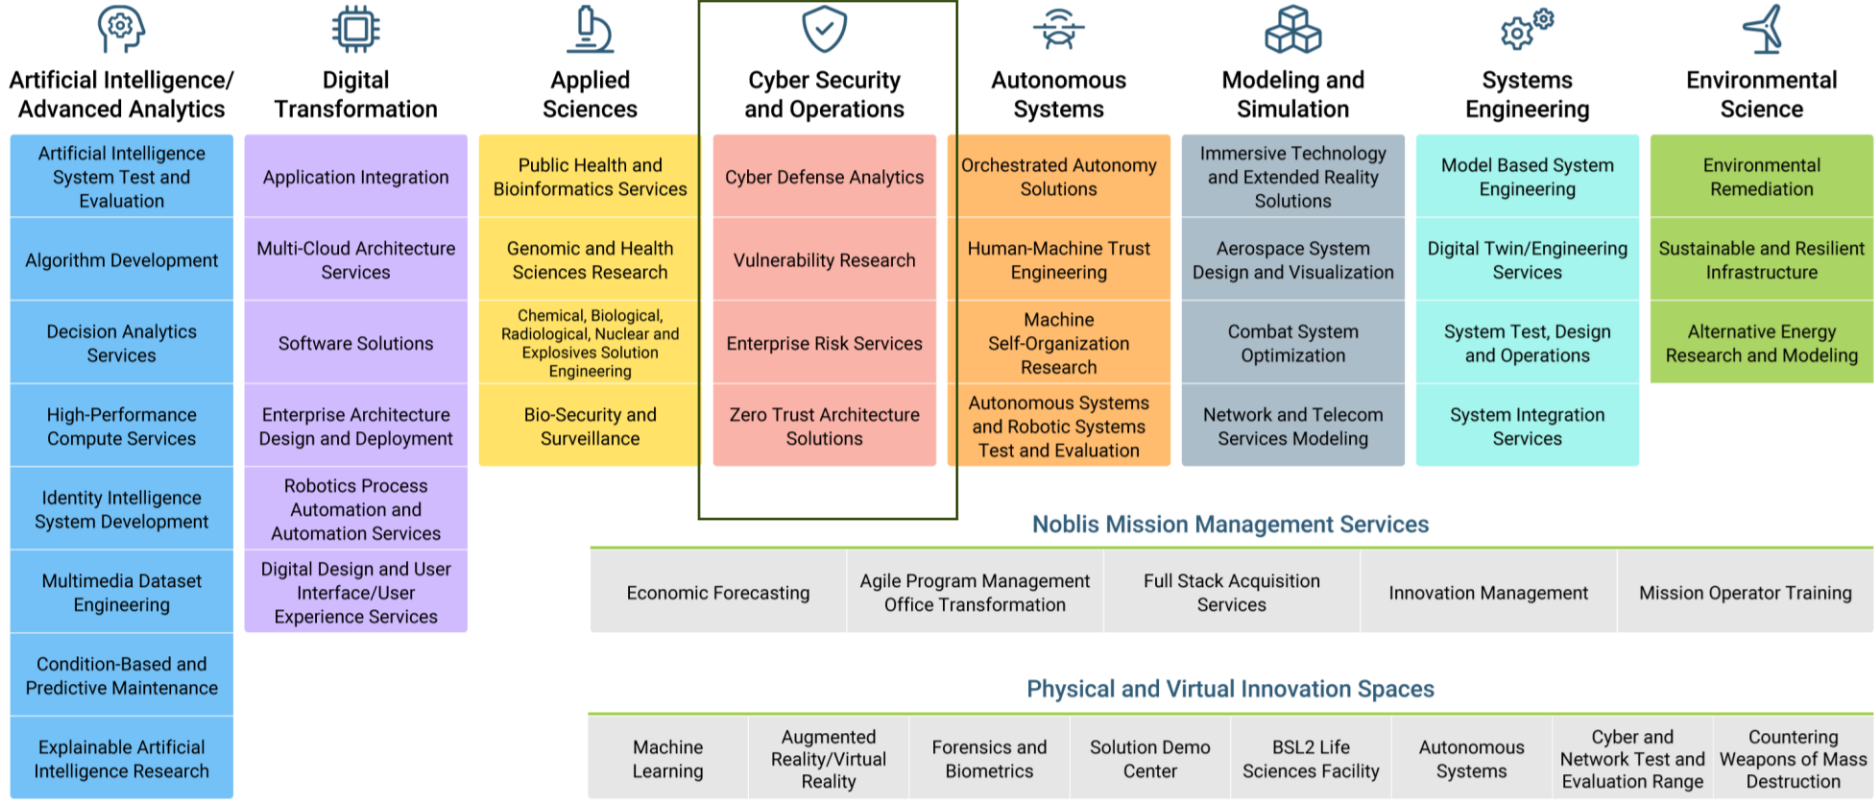 Artificial Intelligence/
Advanced Analytics
Artificial Intelligence
System Test and
Evaluation
Algorithm Development
Decision Analytics
Services
High-Performance
Compute Services
Identity Intelligence
System Development
Multimedia Dataset
Engineering
Condition-Based and
Predictive Maintenance
Explainable Artificial
Intelligence Research
Digital
Transformation
Application Integration
Multi-Cloud Architecture
Services
Software Solutions
Enterprise Architecture
Design and Deployment
Robotics Process
Automation and
Automation Services
Digital Design and User
Interface/User
Experience Services
Applied
Sciences
Public Health and
Bioinformatics Services
Genomic and Health
Sciences Research
Chemical, Biological,
Radiological, Nuclear and
Explosives Solution
Engineering
Bio-Security and
Surveillance
Cyber Security
and Operations
Cyber Defense Analytics
Vulnerability Research
Enterprise Risk Services
Zero Trust Architecture
Solutions
Autonomous
Systems
Orchestrated Autonomy
Solutions
Human-Machine Trust
Engineering
Machine
Self-Organization
Research
Autonomous Systems
and Robotic Systems
Test and Evaluation
Modeling and
Simulation
Immersive Technology
and Extended Reality
Solutions
Aerospace System
Design and Visualization
Combat System
Optimization
Network and Telecom
Services Modeling
Systems
Engineering
Model Based System
Engineering
Digital Twin/Engineering
Services
System Test, Design
and Operations
System Integration
Services
Environmental
Science
Environmental
Remediation
Sustainable and Resilient
Infrastructure
Alternative Energy
Research and Modeling
Noblis Mission Management Services
Economic Forecasting
Agile Program Management
Office Transformation
Full Stack Acquisition
Services
Innovation Management
Mission Operator Training
Physical and Virtual Innovation Spaces
Machine
Learning
Augmented
Reality/Virtual
Reality
Forensics and
Biometrics
Solution Demo
Center
BSL2 Life
Sciences Facility
Autonomous
Systems
Cyber and
Network Test and
Evaluation Range
Countering
Weapons of Mass
Destruction